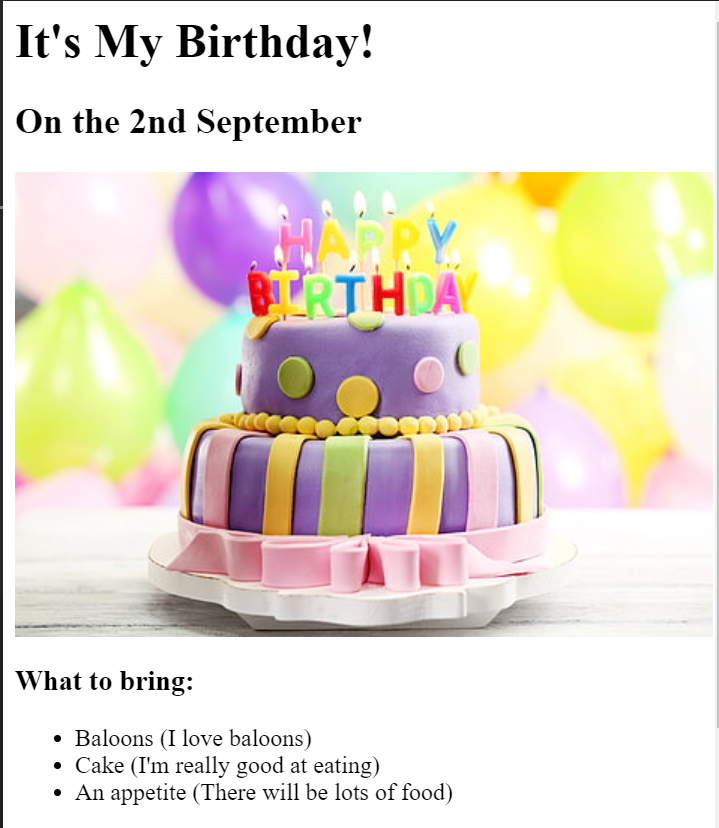 It's My Birthday!
On the 2nd September
HAPPY
BIRTHDAY
What to bring:
Baloons (I love baloons)
Cake (I'm really good at eating)
An appetite (There will be lots of food)